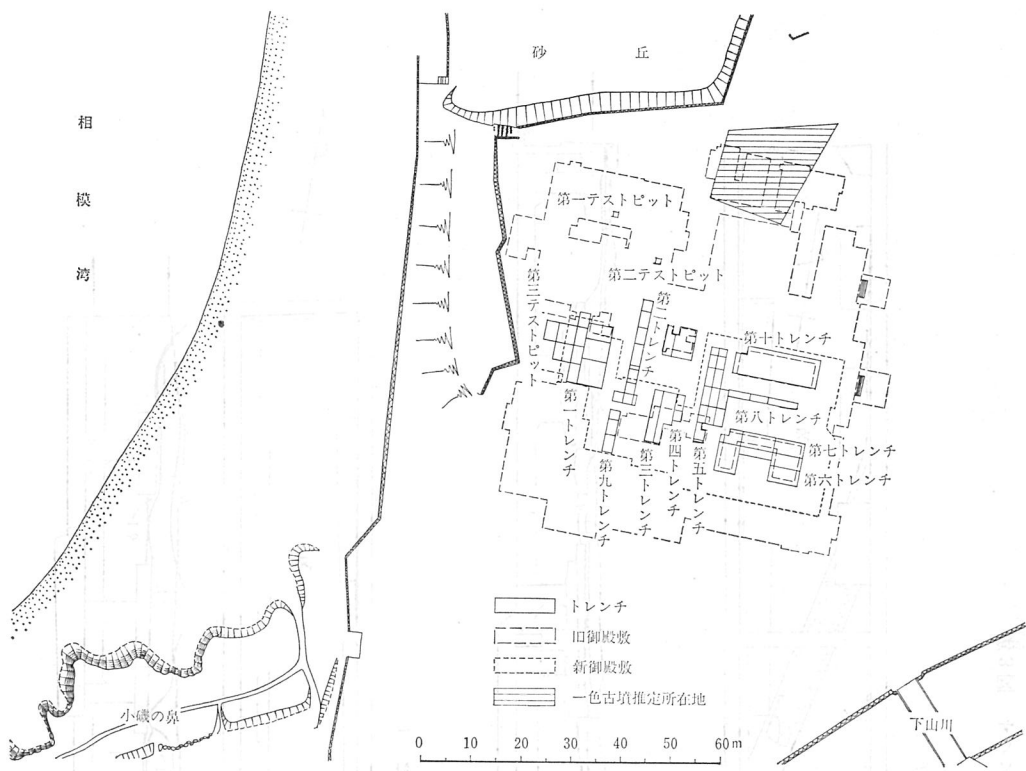 砂丘
相模湾
第一テストピット
第二テストピット
第三テストピット
第二トレンチ
第十トレンチ
第一トレンチ
第八トレンチ
第七トレンチ
第六トレンチ
第九トレンチ
第三トレンチ
第四トレンチ
第五トレンチ
トレンチ
旧御殿敷
新御殿敷
一色古墳推定所在地
小磯の鼻
下山川
0 10 20 30 40 50 60m